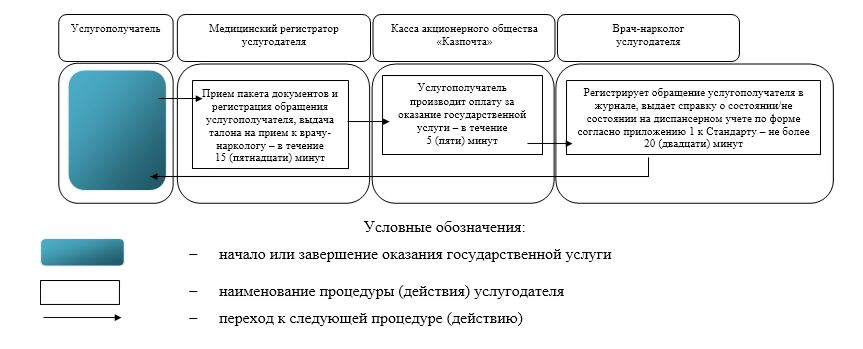 Услугополучатель
Медицинский регистратор
услугодателя
Касса акционерного общества
«Казпочта»
Врач-нарколог
услугодателя
Прием пакета документов и
регистрация обращения
услугополучателя, выдача
талона на прием к врачу-
наркологу – в течение
15 (пятнадцати) минут
Услугополучатель
производит оплату за
оказание государственной
услуги – в течение
5 (пяти) минут
Регистрирует обращение услугополучателя в
журнале, выдает справку о состоянии/не
состоянии на диспансерном учете по форме
согласно приложению 1 к Стандарту – не более
20 (двадцати) минут
Условные обозначения:
– начало или завершение оказания государственной услуги
– наименование процедуры (действия) услугодателя
– переход к следующей процедуре (действию)